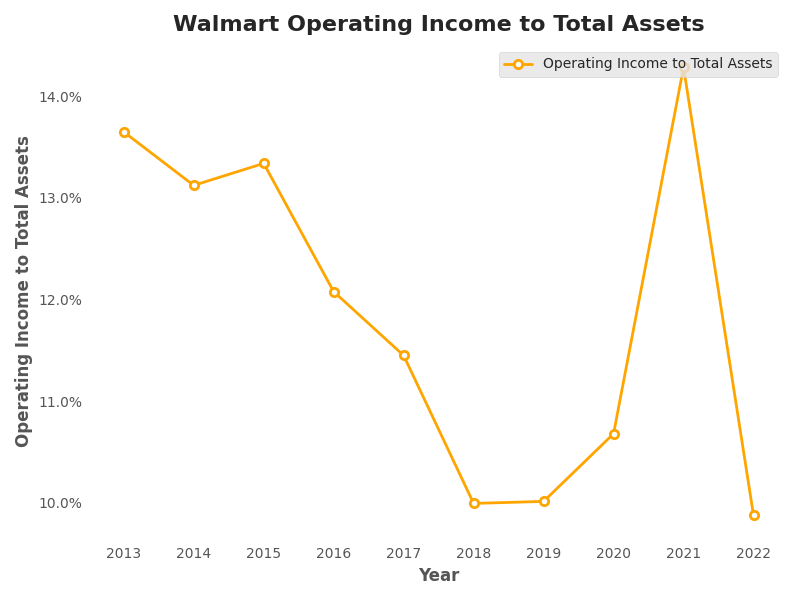 Walmart Operating Income to Total Assets
Operating Income to Total Assets
14.0%
13.0%
12.0%
11.0%
10.0%
Operating Income to Total Assets
2013 2014 2015 2016 2017 2018 2019 2020 2021 2022
Year